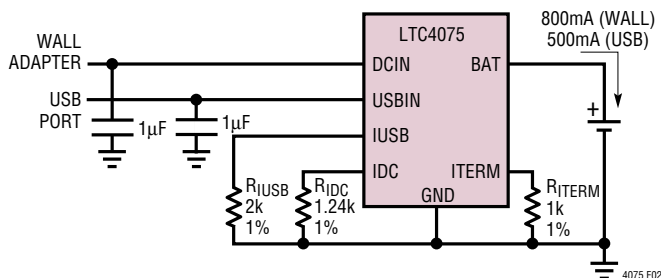 800mA (WALL)
500mA (USB)
LTC4075
WALL
ADAPTER
DCIN
BAT
USB
PORT
USBIN
+
1µF
1µF
IUSB
IDC
ITERM
GND
RIUSB
2k
1%
RIDC
1.24k
1%
RITERM
1k
1%
4075 F02